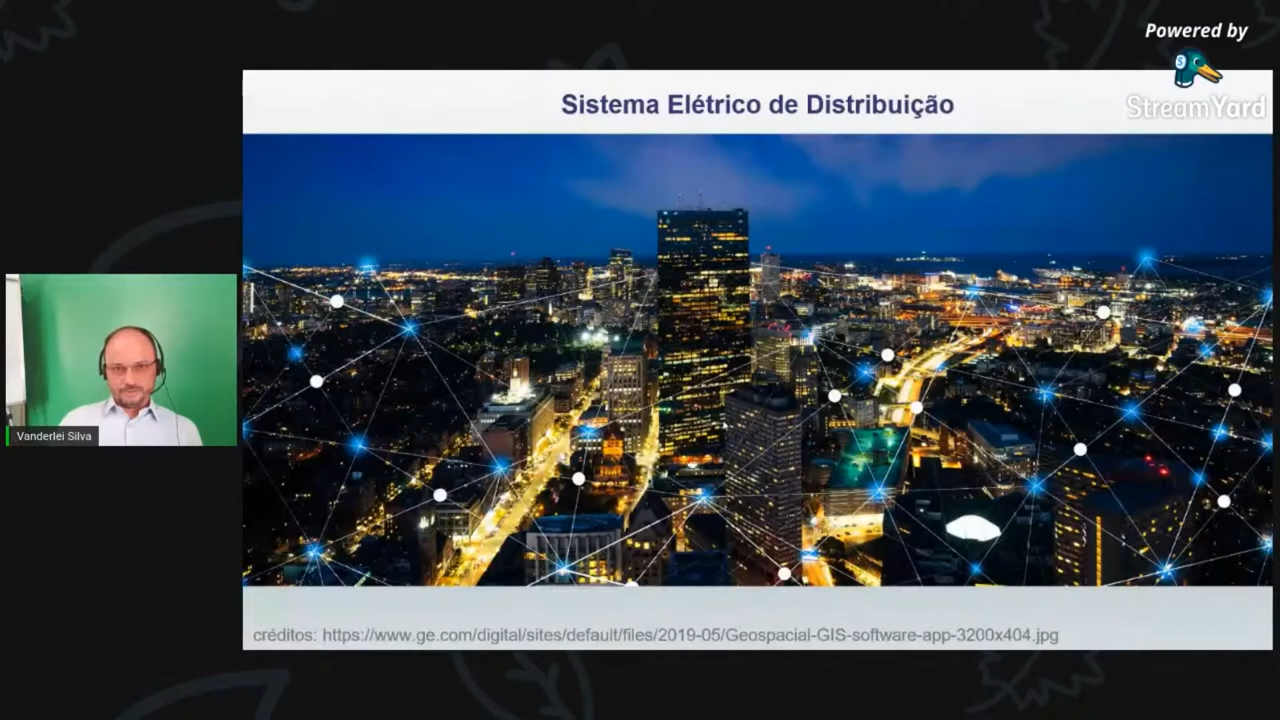 Powered by
StreamYard
Sistema Elétrico de Distribuição
Vanderlei Silva
créditos: https://www.ge.com/digital/sites/default/files/2019-05/Geospacial-GIS-software-app-3200x404.jpg